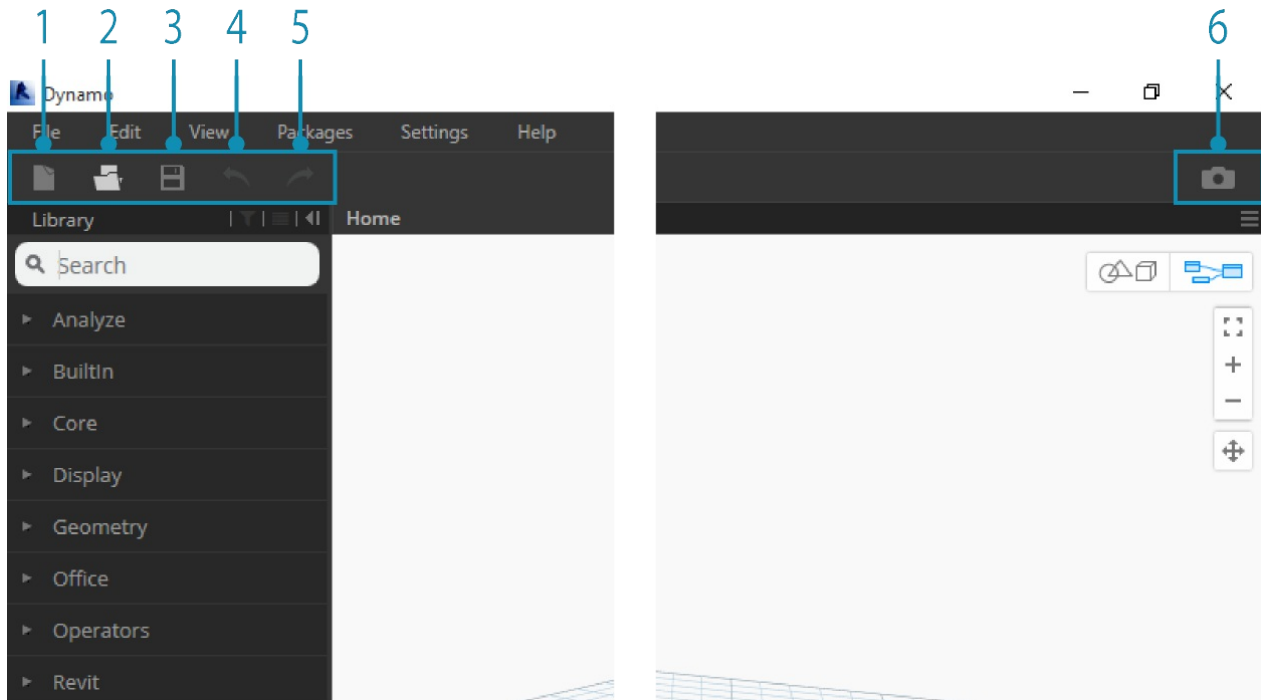 1 2 3 4 5 6
Dynamo
File Edit View Packages Settings Help
Library
Home
Search
Analyze
BuiltIn
Core
Display
Geometry
Office
Operators
Revit